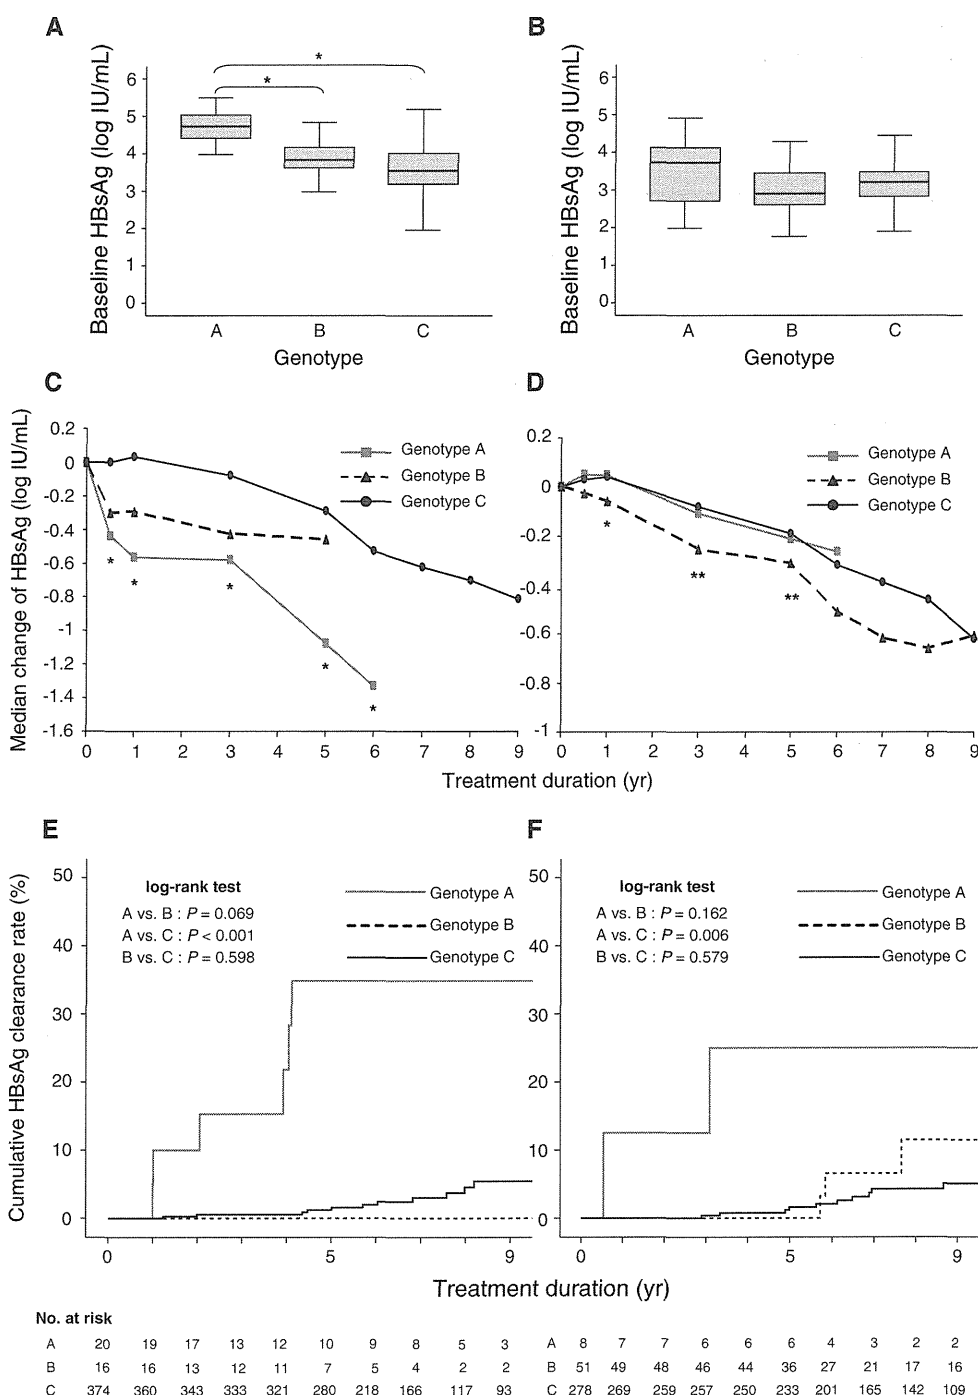 A
B
Baseline HBsAg (log IU/mL)
6
5
4
3
2
1
0
*
*
A B C
Genotype
Baseline HBsAg (log IU/mL)
6
5
4
3
2
1
0
A B C
Genotype
C
D
Median change of HBsAg (log IU/mL)
0.2
0
-0.2
-0.4
-0.6
-0.8
-1
-1.2
-1.4
-1.6
Genotype A
Genotype B
Genotype C
*
*
*
*
*
0 1 2 3 4 5 6 7 8 9
0.2
0
-0.2
-0.4
-0.6
-0.8
-1
Genotype A
Genotype B
Genotype C
*
**
**
0 1 2 3 4 5 6 7 8 9
Treatment duration (yr)
E
F
Cumulative HBsAg clearance rate (%)
50
40
30
20
10
0
log-rank test
A vs. B : P = 0.069
A vs. C : P < 0.001
B vs. C : P = 0.598
Genotype A
Genotype B
Genotype C
0 5 9
50
40
30
20
10
0
log-rank test
A vs. B : P = 0.162
A vs. C : P = 0.006
B vs. C : P = 0.579
Genotype A
Genotype B
Genotype C
0 5 9
Treatment duration (yr)
No. at risk
A 20 19 17 13 12 10 9 8 5 3 A 8 7 7 6 6 6 4 3 2 2
B 16 16 13 12 11 7 5 4 2 2 B 51 49 48 46 44 36 27 21 17 16
C 374 360 343 333 321 280 218 166 117 93 C 278 269 259 257 250 233 201 165 142 109